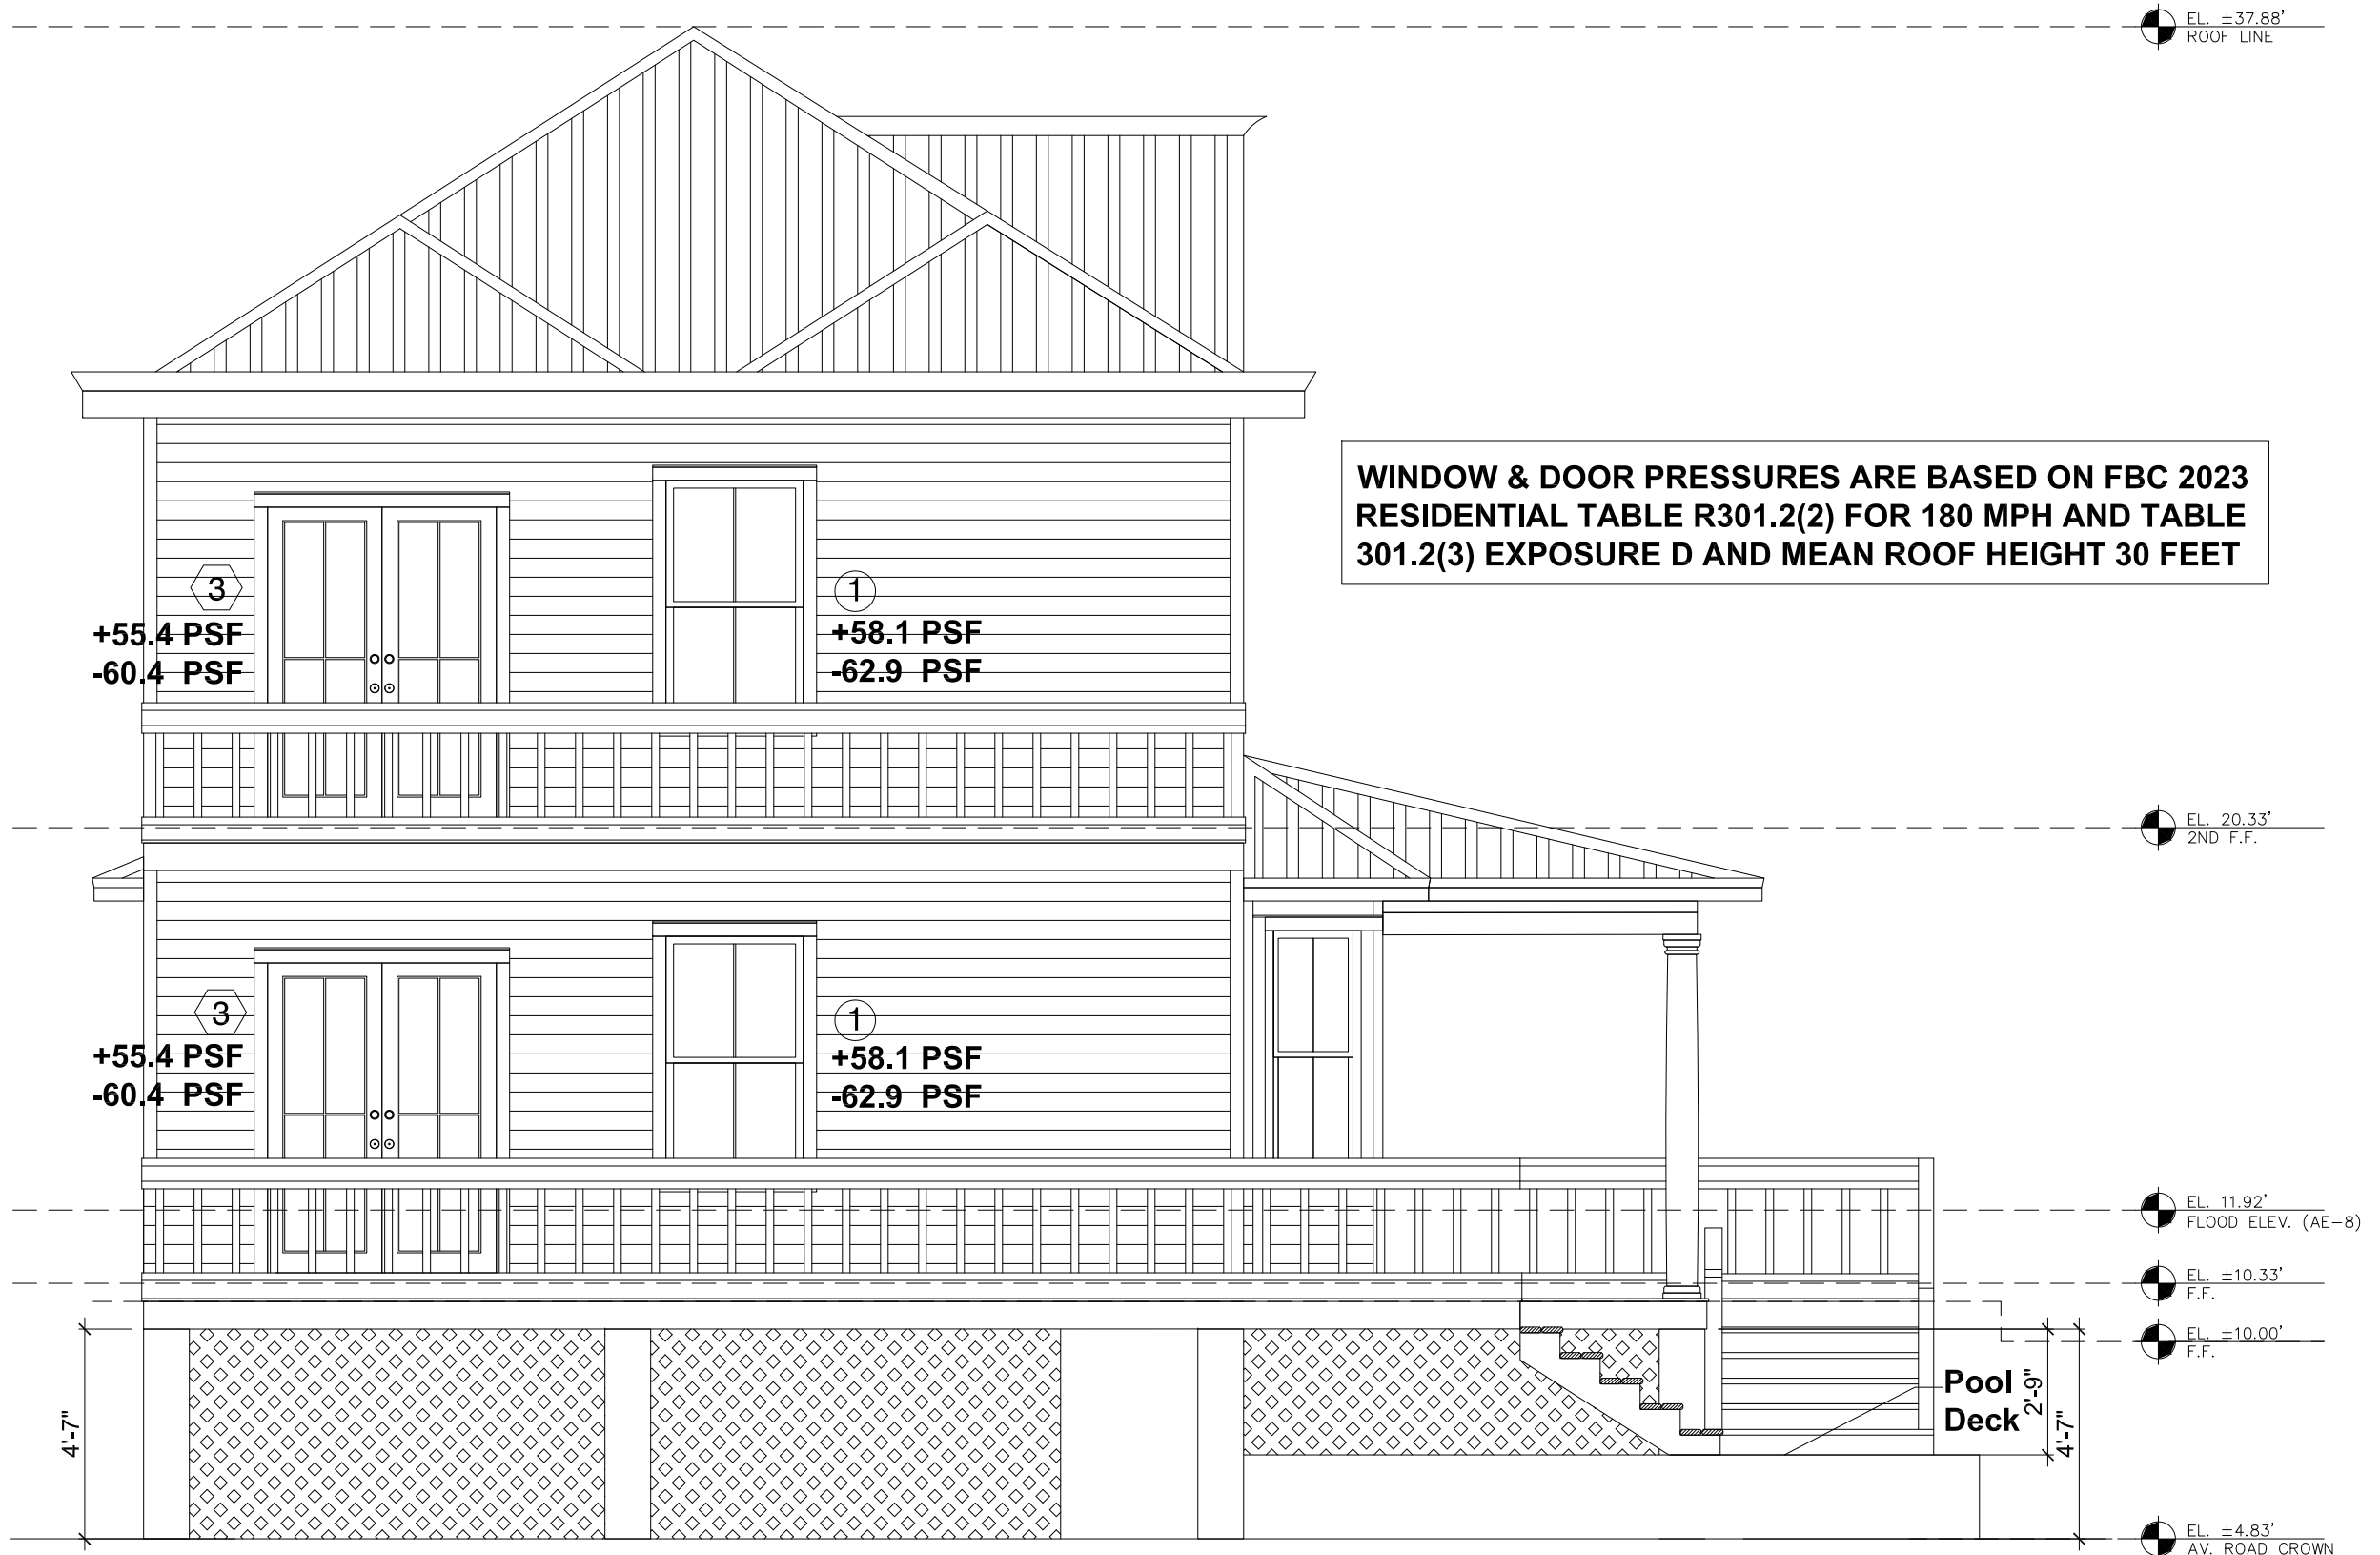 EL. ±37.88'
ROOF LINE
WINDOW & DOOR PRESSURES ARE BASED ON FBC 2023
RESIDENTIAL TABLE R301.2(2) FOR 180 MPH AND TABLE
301.2(3) EXPOSURE D AND MEAN ROOF HEIGHT 30 FEET
3
+55.4 PSF
-60.4 PSF
1
+58.1 PSF
-62.9 PSF
EL. 20.33'
2ND F.F.
3
+55.4 PSF
-60.4 PSF
1
+58.1 PSF
-62.9 PSF
EL. 11.92'
FLOOD ELEV. (AE-8)
EL. ±10.33'
F.F.
EL. ±10.00'
F.F.
4'-7"
Pool
Deck
2'-9"
4'-7"
EL. ±4.83'
AV. ROAD CROWN